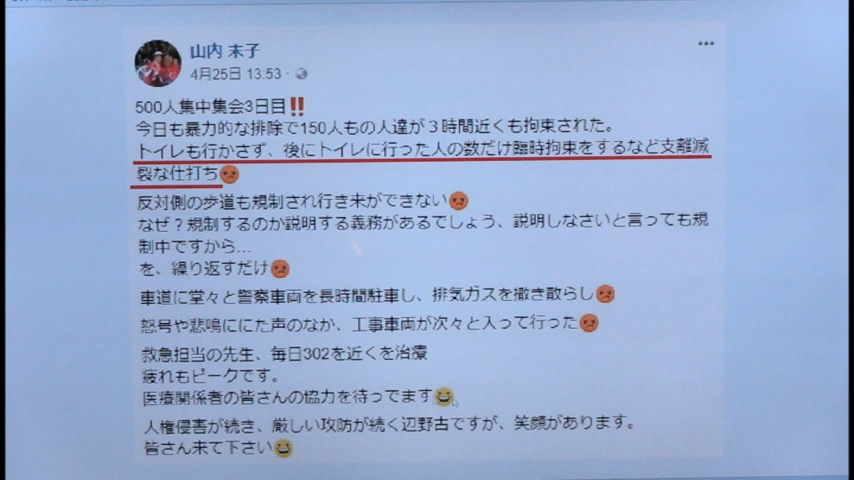 山内 末子
4月25日 13:53 ·
500人集中集会3日目‼
今日も暴力的な排除で150人もの人達が３時間近くも拘束された。
トイレも行かさず、後にトイレに行った人の数だけ臨時拘束をするなど支離滅
裂な仕打ち😡
反対側の歩道も規制され行き来ができない😡
なぜ？規制するのか説明する義務があるでしょう、説明しなさいと言っても規
制中ですから…
を、繰り返すだけ😡
車道に堂々と警察車両を長時間駐車し、排気ガスを撒き散らし😡
怒号や悲鳴ににた声のなか、工事車両が次々と入って行った😡
救急担当の先生、毎日302を近くを治療
疲れもピークです。
医療関係者の皆さんの協力を待ってます😄
人権侵害が続き、厳しい攻防が続く辺野古ですが、笑顔があります。
皆さん来て下さい😄